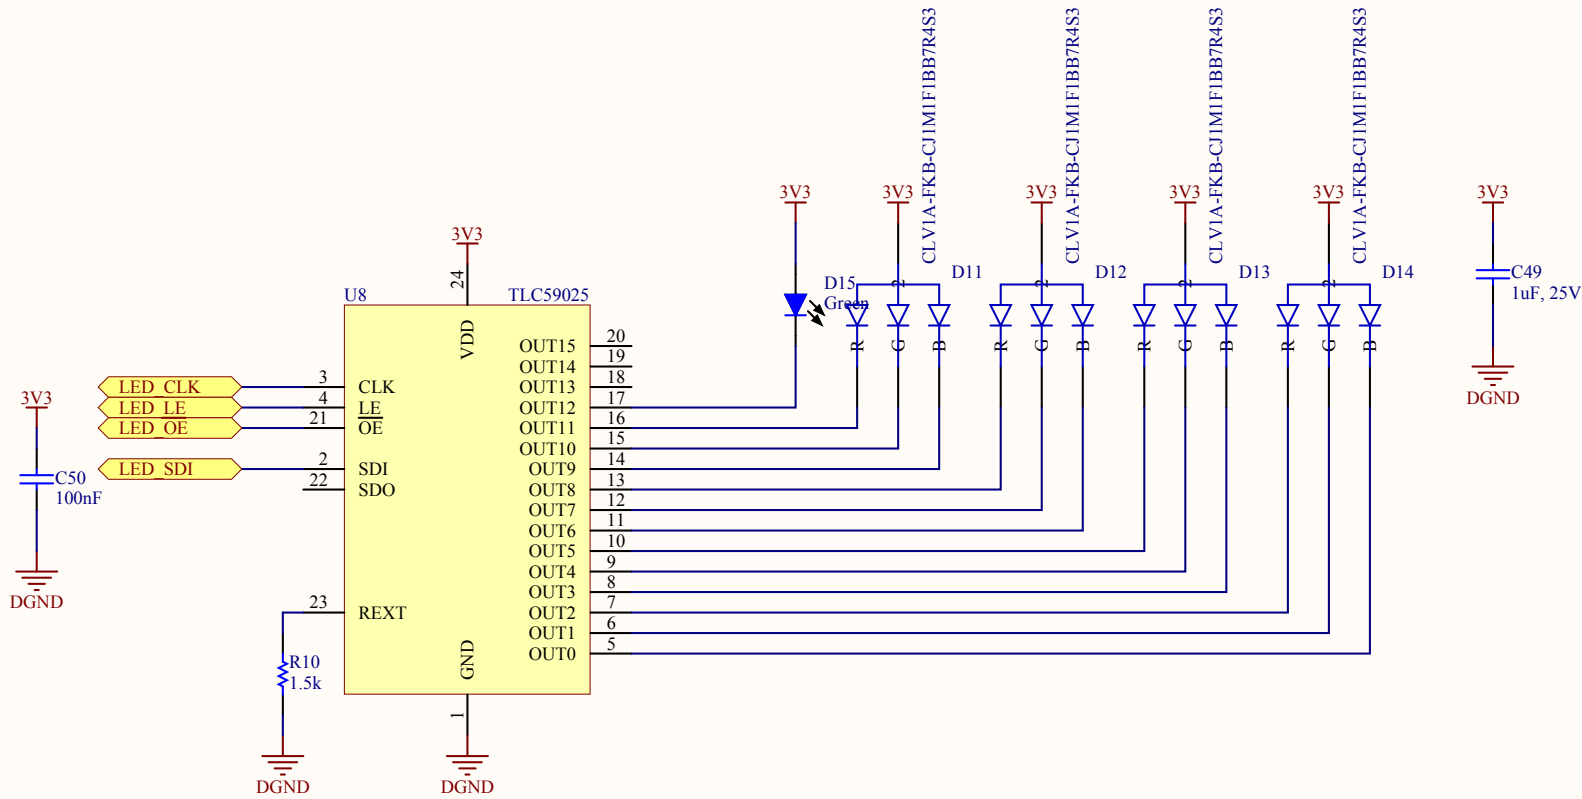 CLV1A-FKB-CJ1M1F1BB7R4S3
CLV1A-FKB-CJ1M1F1BB7R4S3
CLV1A-FKB-CJ1M1F1BB7R4S3
CLV1A-FKB-CJ1M1F1BB7R4S3
3V3
3V3
3V3
3V3
3V3
3V3
3V3
D15
Green
2
D11
2
D12
2
D13
2
D14
C49
1uF, 25V
DGND
R
G
B
R
G
B
R
G
B
R
G
B
U8
TLC59025
24
VDD
OUT15
20
OUT14
19
OUT13
18
OUT12
17
OUT11
16
OUT10
15
OUT9
14
OUT8
13
OUT7
12
OUT6
11
OUT5
10
OUT4
9
OUT3
8
OUT2
7
OUT1
6
OUT0
5
LED_CLK
3
CLK
LED_LE
4
LE
LED_OE
21
OE
LED_SDI
2
SDI
22
SDO
3V3
C50
100nF
DGND
23
REXT
R10
1.5k
DGND
GND
1
DGND